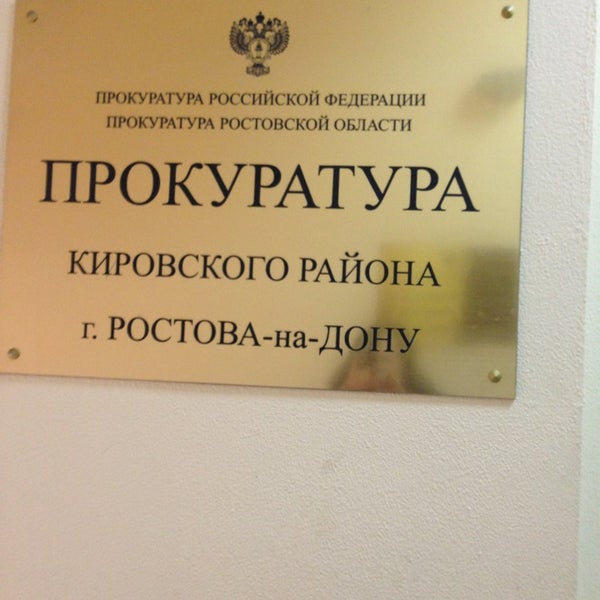 ПРОКУРАТУРА РОССИЙСКОЙ ФЕДЕРАЦИИ
ПРОКУРАТУРА РОСТОВСКОЙ ОБЛАСТИ
ПРОКУРАТУРА
КИРОВСКОГО РАЙОНА
г. РОСТОВА-на-ДОНУ